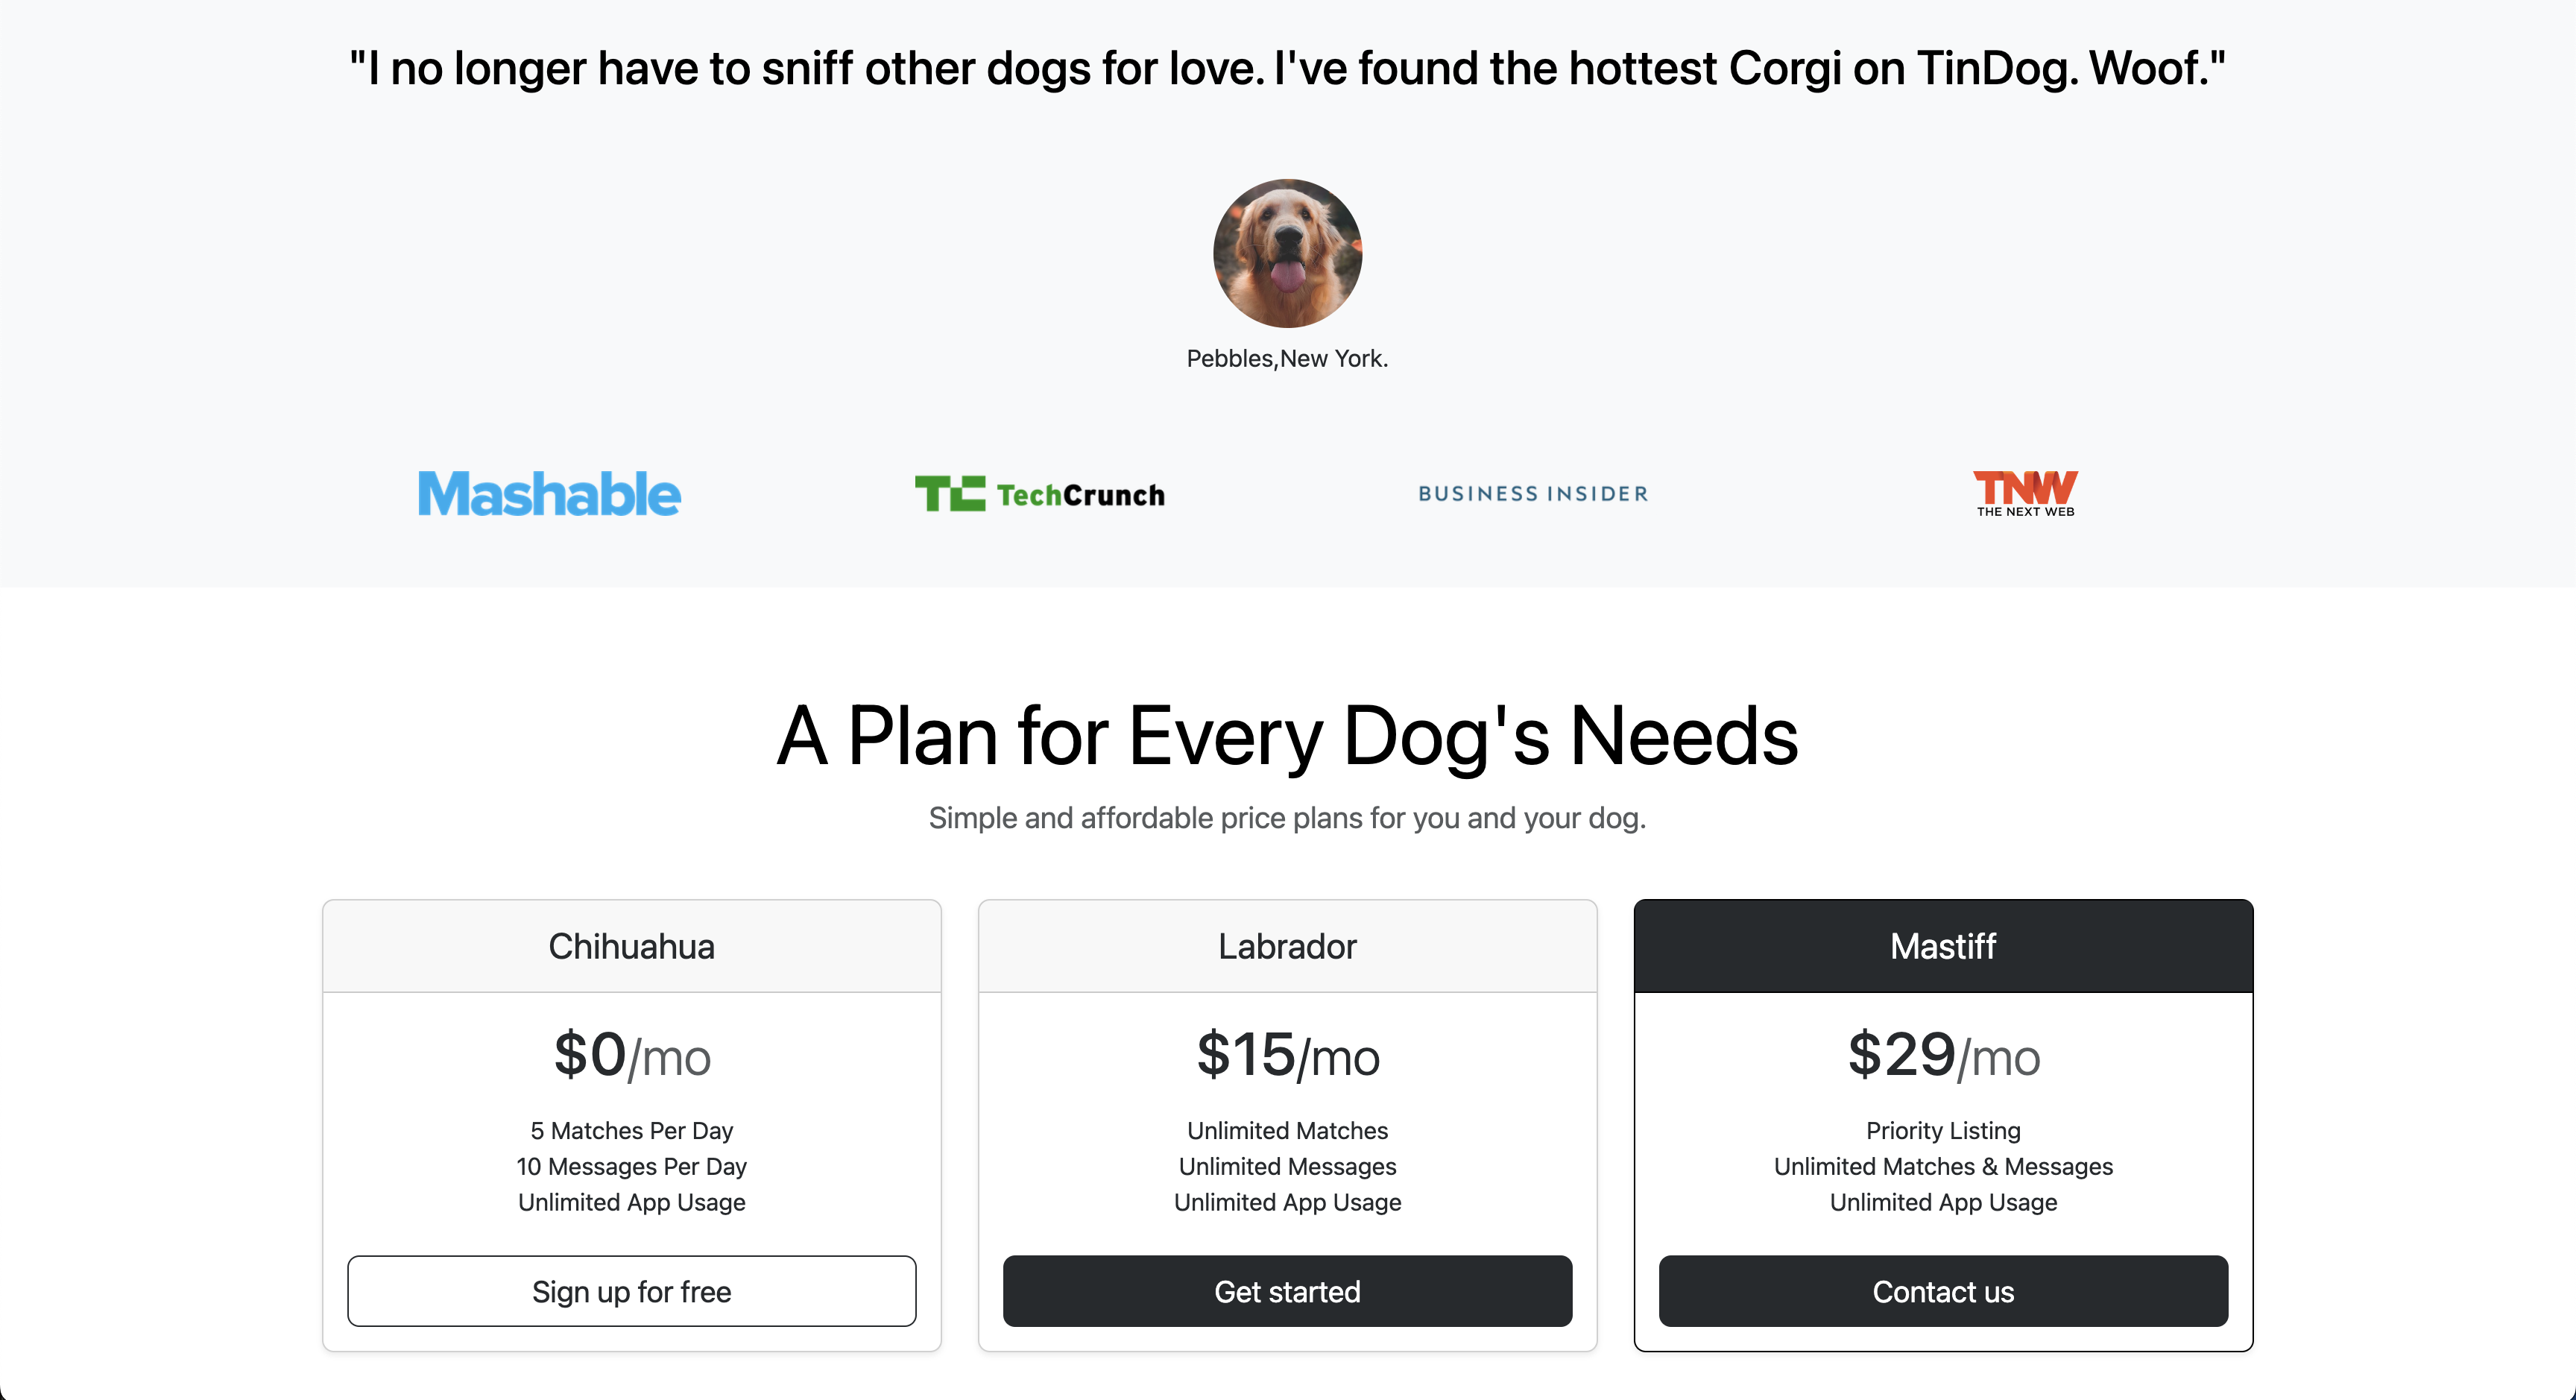 "I no longer have to sniff other dogs for love. I've found the hottest Corgi on TinDog. Woof."
Pebbles,New York.
Mashable
TC TechCrunch
BUSINESS INSIDER
TNW
THE NEXT WEB
A Plan for Every Dog's Needs
Simple and affordable price plans for you and your dog.
Chihuahua
$0/mo
5 Matches Per Day
10 Messages Per Day
Unlimited App Usage
Sign up for free
Labrador
$15/mo
Unlimited Matches
Unlimited Messages
Unlimited App Usage
Get started
Mastiff
$29/mo
Priority Listing
Unlimited Matches & Messages
Unlimited App Usage
Contact us